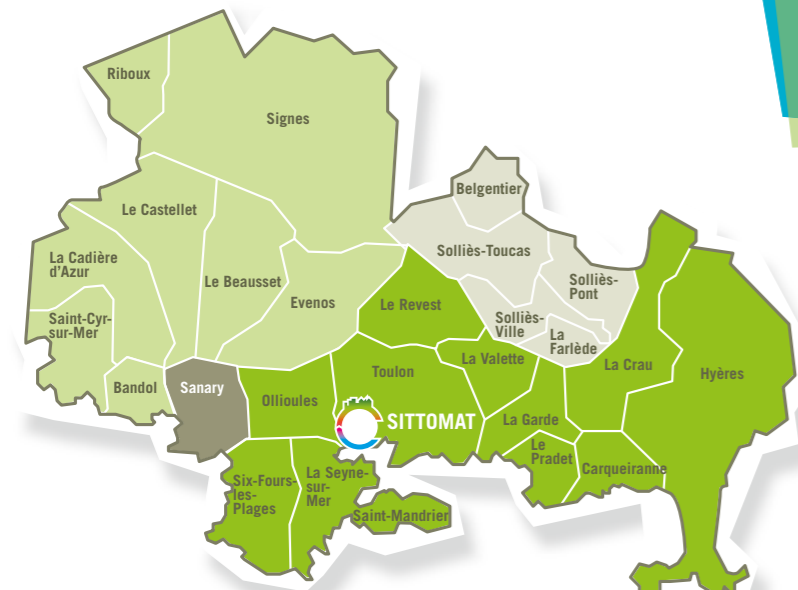 Riboux
Signes
Belgentier
Le Castellet
Solliès-Toucas
La Cadière
d'Azur
Le Beausset
Solliès-
Pont
Evenos
Le Revest
Saint-Cyr-
sur-Mer
Solliès-
Ville
La
Farlède
La Valette
La Crau
Toulon
Hyères
Bandol
Sanary
Ollioules
SITTOMAT
La Garde
Le
Pradet
Carqueiranne
Six-Fours-
les-
Plages
La Seyne-
sur-
Mer
Saint-Mandrier